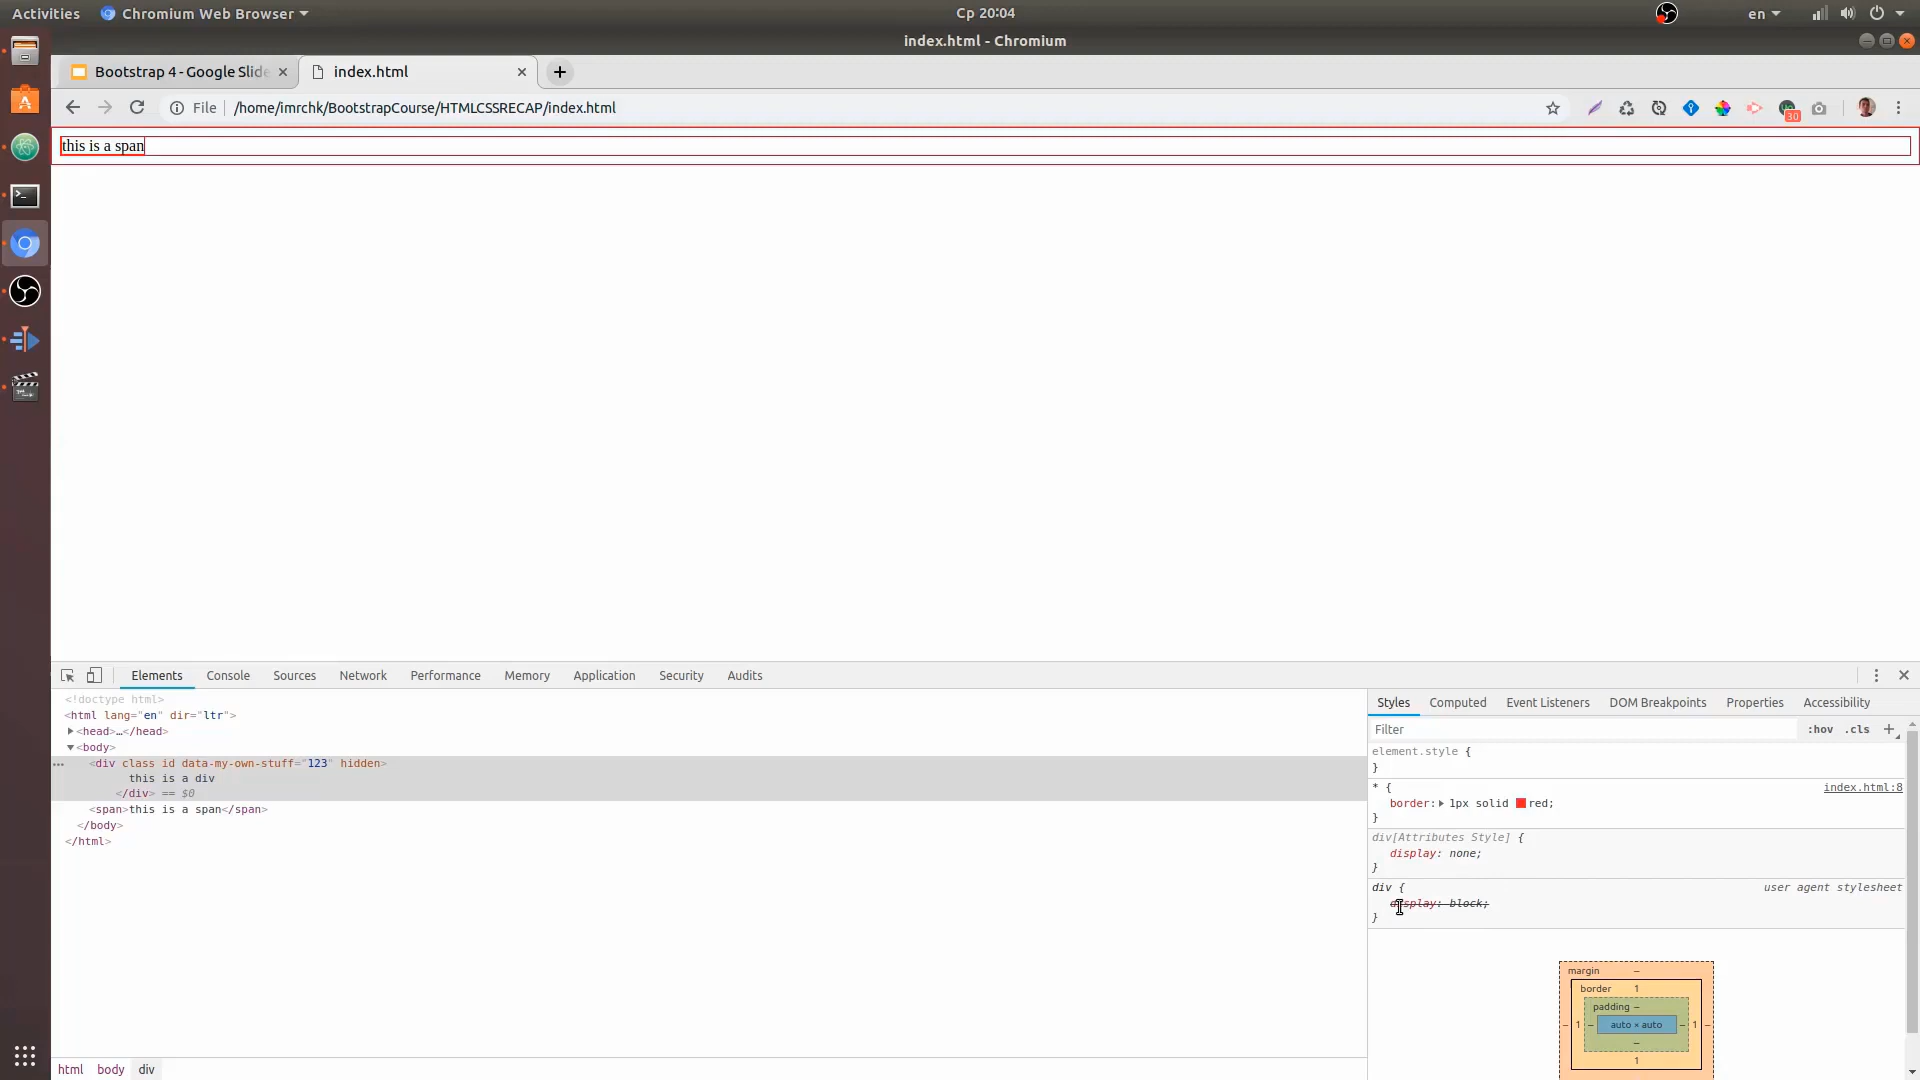 Activities Chromium Web Browser Ср 20:04 en
index.html - Chromium
Bootstrap 4 - Google Slide index.html
File /home/imrchk/BootstrapCourse/HTMLCSSRECAP/index.html 30
this is a span
Elements Console Sources Network Performance Memory Application Security Audits
<!doctype html>
<html lang="en" dir="ltr">
<head>…</head>
<body>
<div class id data-my-own-stuff="123" hidden>
this is a div
</div> == $0
<span>this is a span</span>
</body>
</html>
html body div
Styles Computed Event Listeners DOM Breakpoints Properties Accessibility
Filter :hov .cls +
element.style {
}
* { index.html:8
border: 1px solid red;
}
div[Attributes Style] {
display: none;
}
div { user agent stylesheet
display: block;
}
margin –
border 1
padding –
– 1 – auto × auto – 1 –
–
1